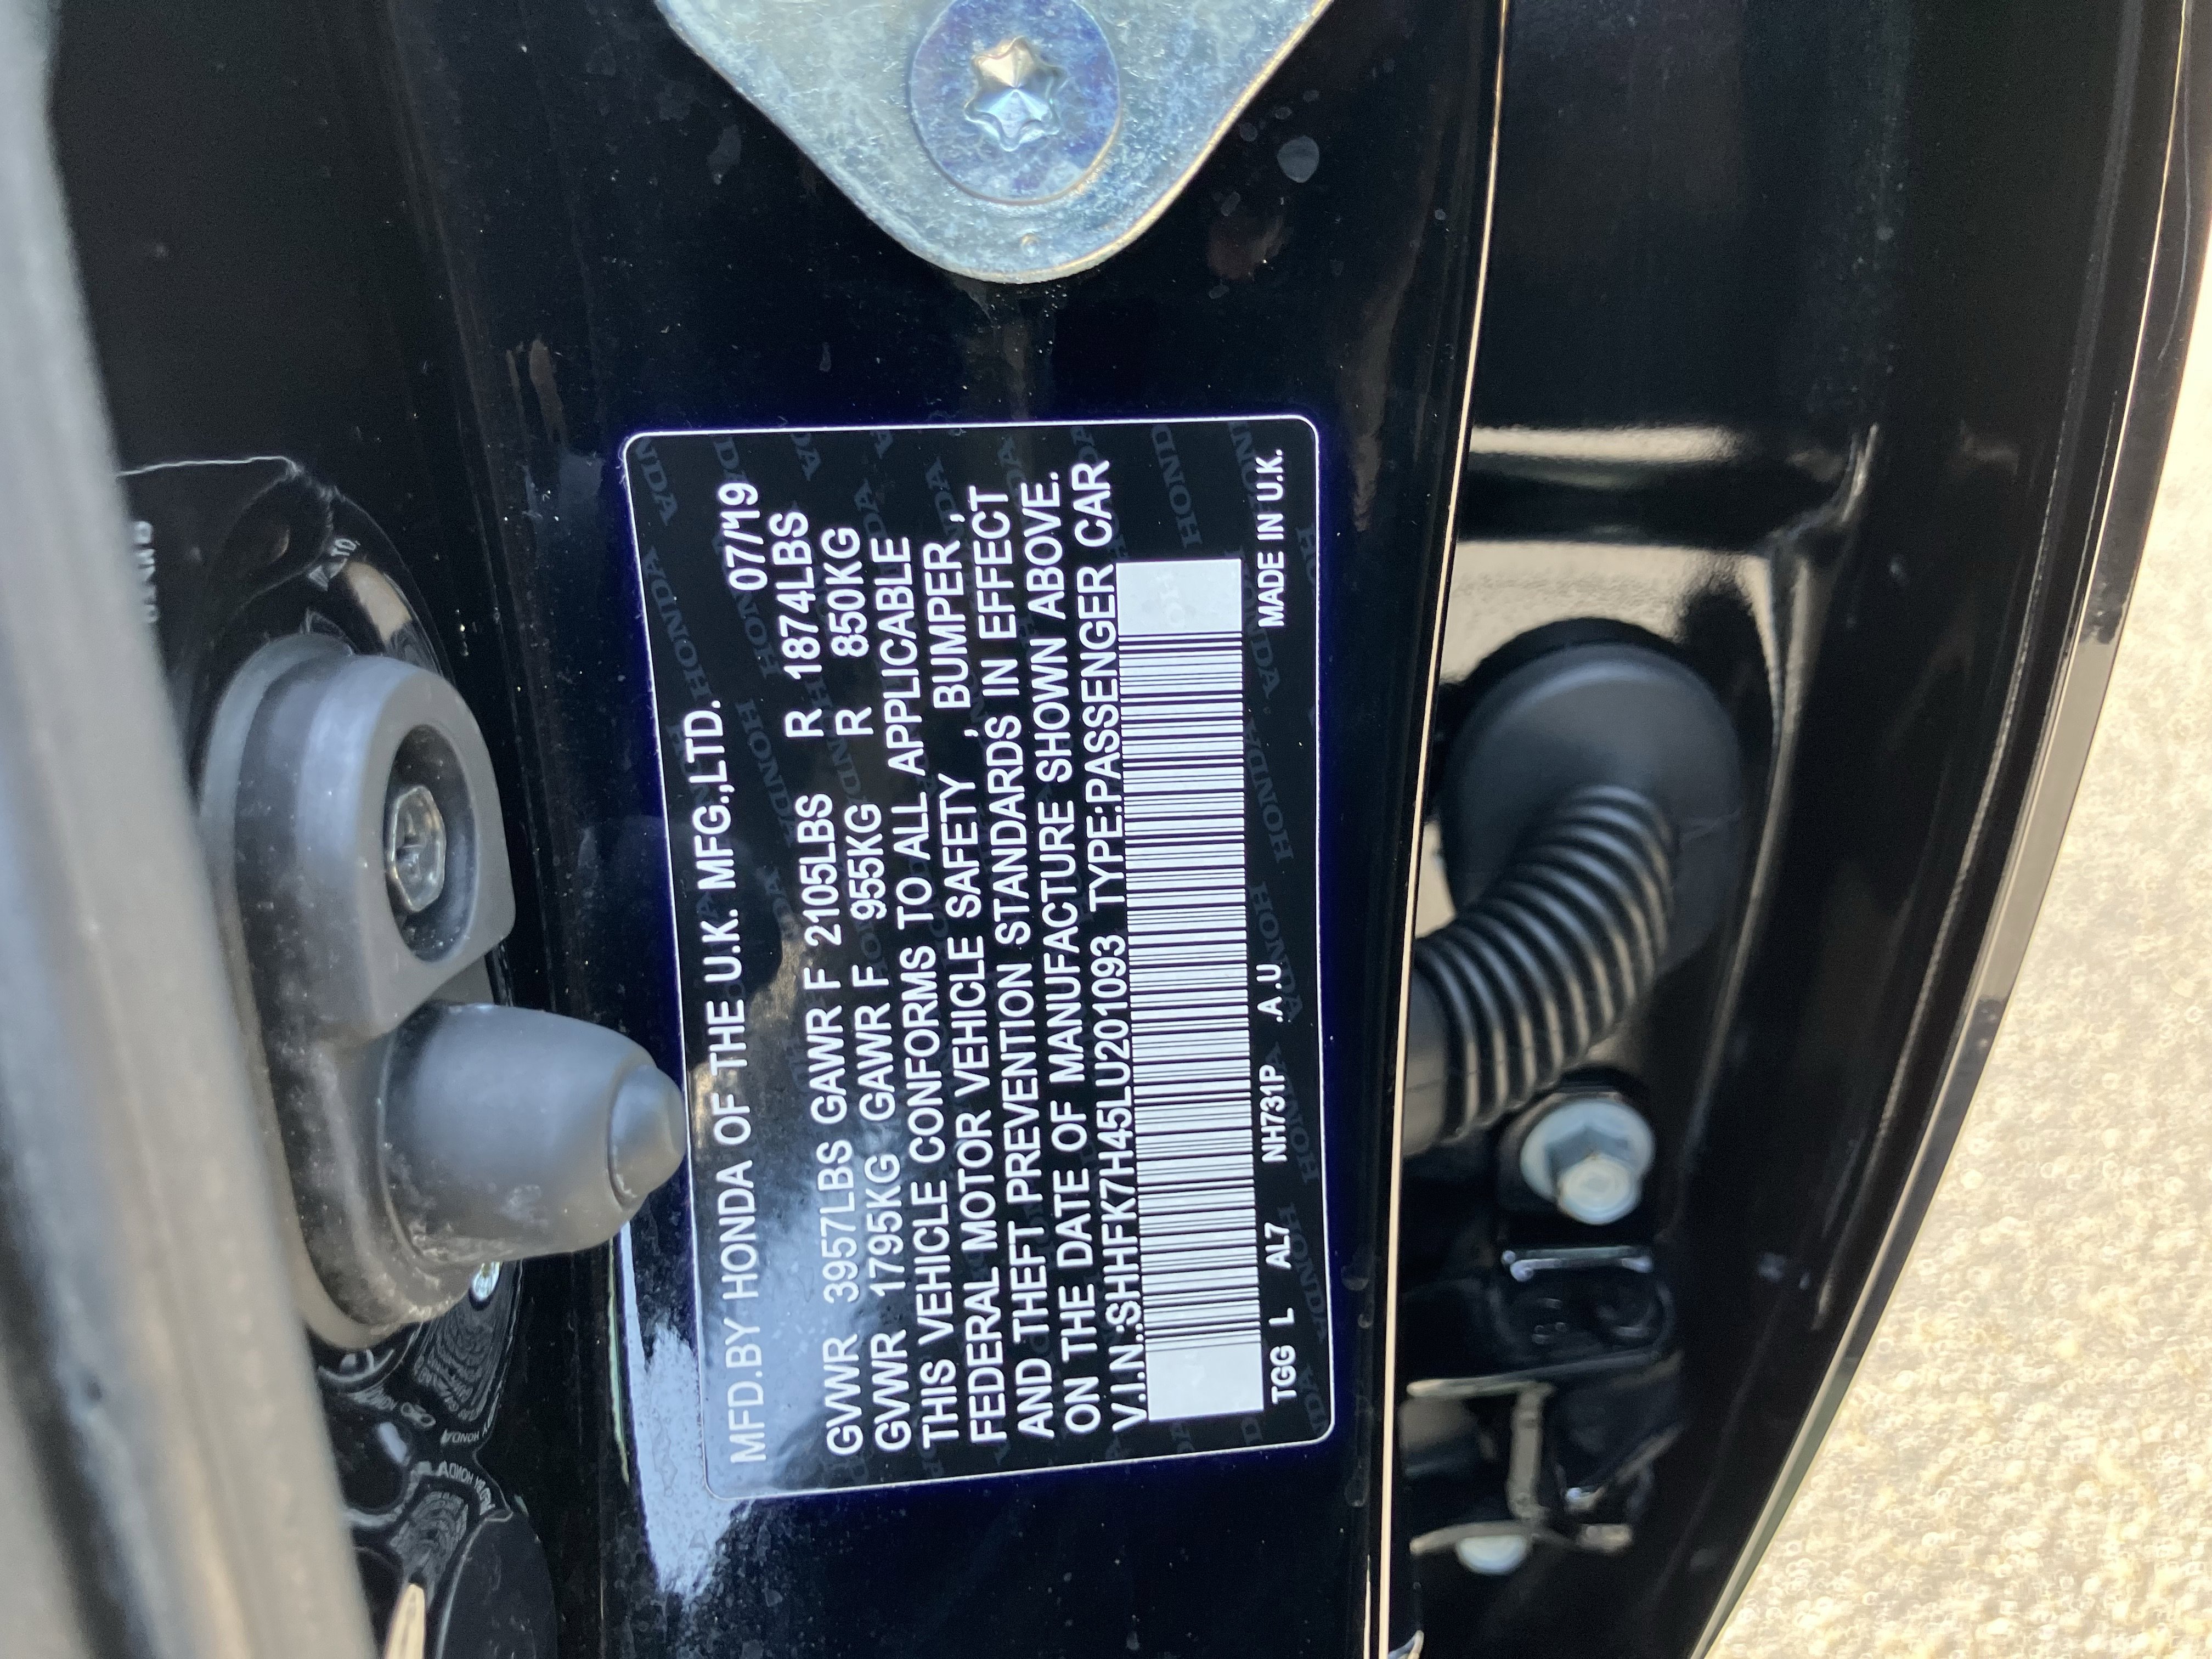 MFD.BY HONDA OF THE U.K. MFG.,LTD. 07/19
GVWR 3957LBS GAWR F 2105LBS R 1874LBS
GVWR 1795KG GAWR F 955KG R 850KG
THIS VEHICLE CONFORMS TO ALL APPLICABLE
FEDERAL MOTOR VEHICLE SAFETY , BUMPER ,
AND THEFT PREVENTION STANDARDS IN EFFECT
ON THE DATE OF MANUFACTURE SHOWN ABOVE.
V.I.N.:SHHFK7H45LU201093 TYPE:PASSENGER CAR
TGG L AL7 NH731P .A.U MADE IN U.K.